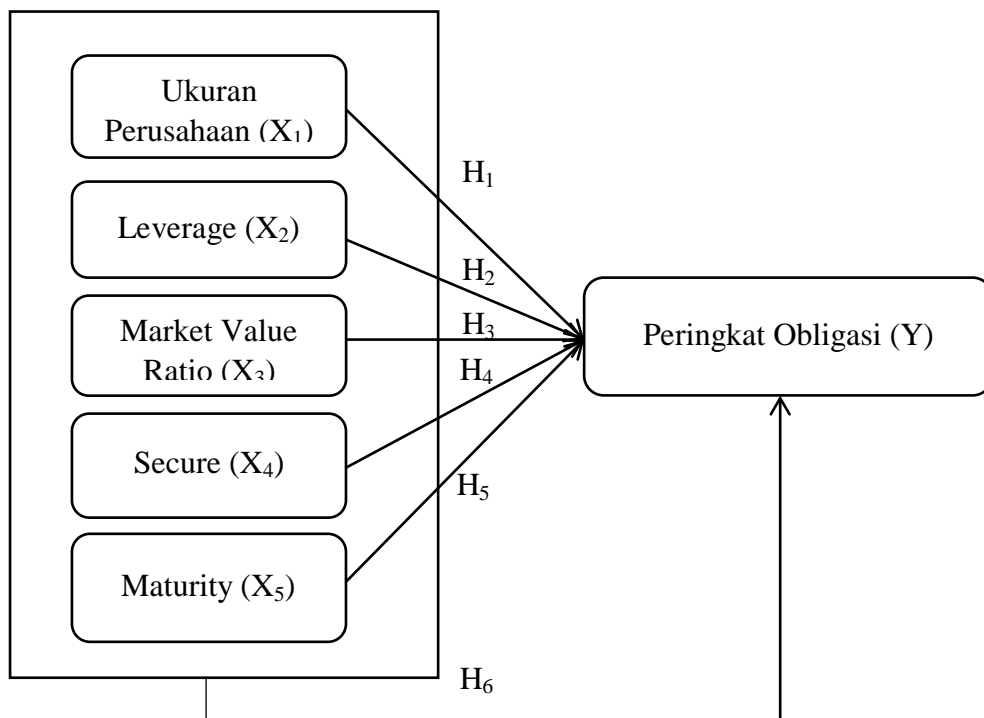 Ukuran
Perusahaan (X₁)
H₁
Leverage (X₂)
H₂
Market Value
Ratio (X₃)
H₃
Peringkat Obligasi (Y)
H₄
Secure (X₄)
H₅
Maturity (X₅)
H₆